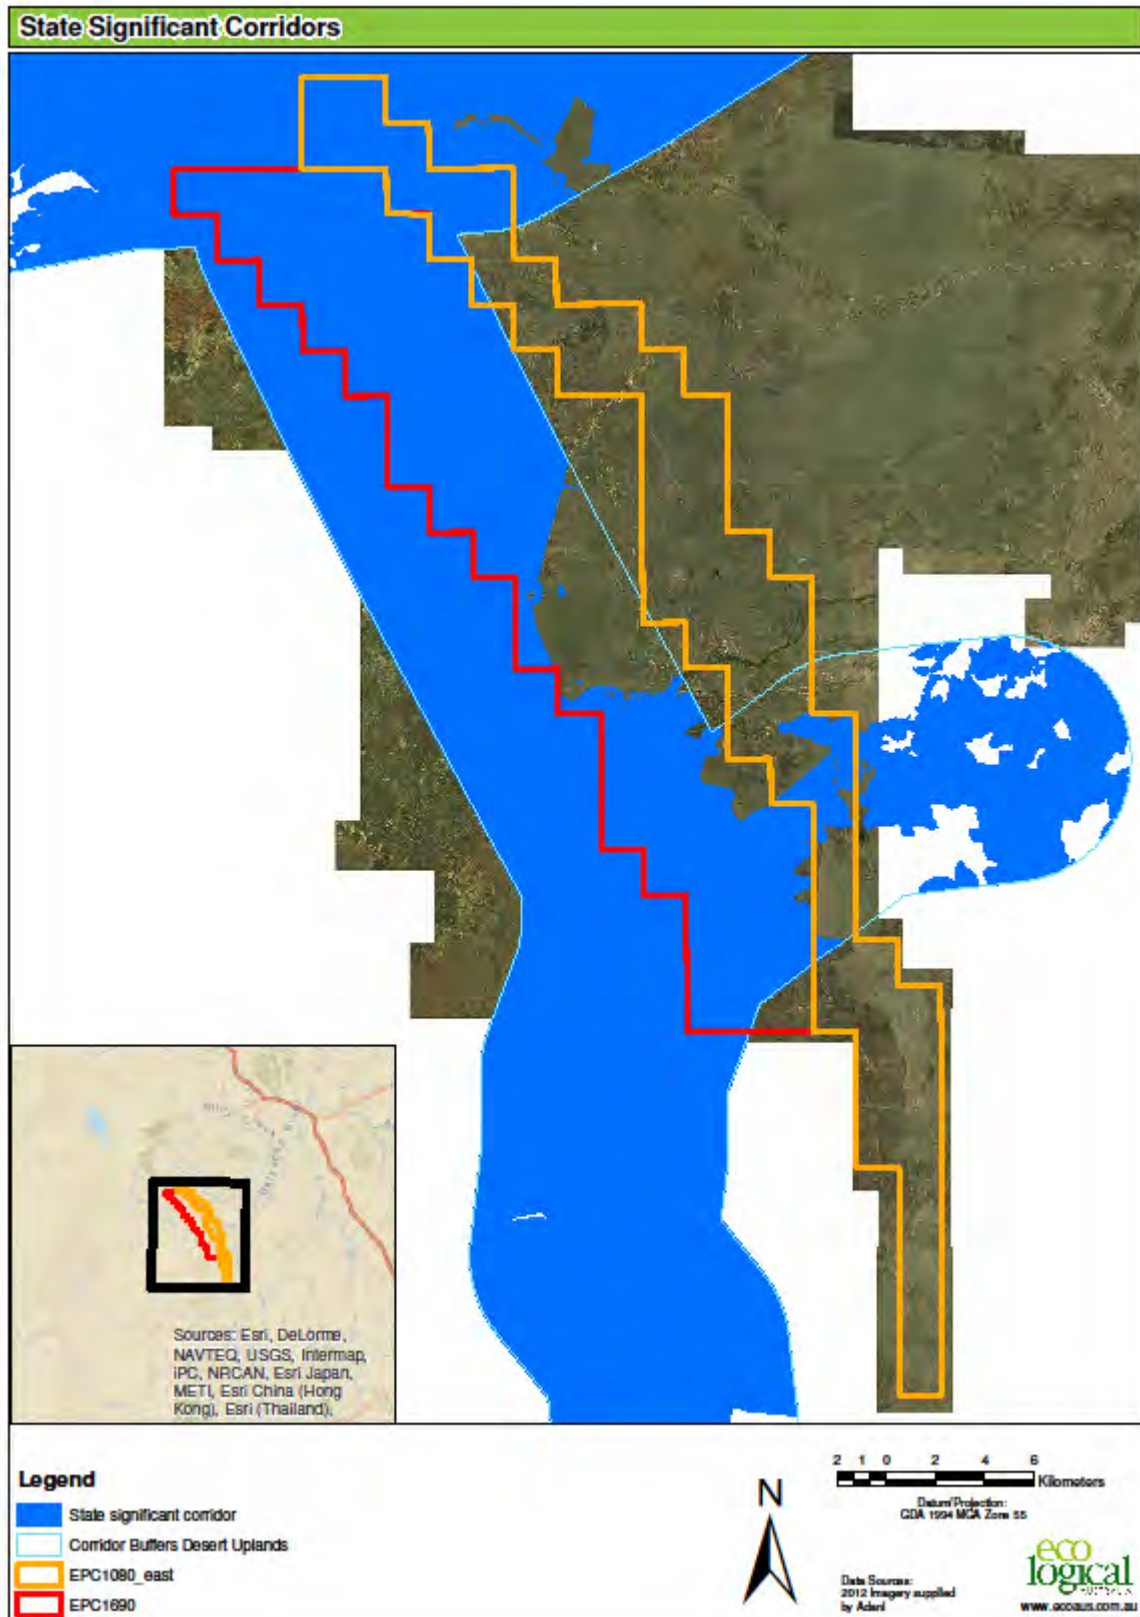 State Significant Corridors
Sources: Esri, DeLorme,
NAVTEQ, USGS, Intermap,
iPC, NRCAN, Esri Japan,
METI, Esri China (Hong
Kong), Esri (Thailand),
Legend
State significant corridor
Corridor Buffers Desert Uplands
EPC1080_east
EPC1690
N
2 1 0 2 4 6
Kilometers
Datum/Projection:
GDA 1994 MGA Zone 55
Data Sources:
2012 Imagery supplied
by Adani
eco
logical
AUSTRALIA
www.ecoaus.com.au